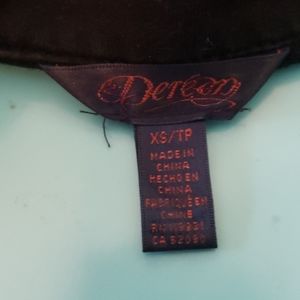 Dereon
XS/TP
MADE IN
CHINA
HECHO EN
CHINA
FABRIQUÉ EN
CHINE